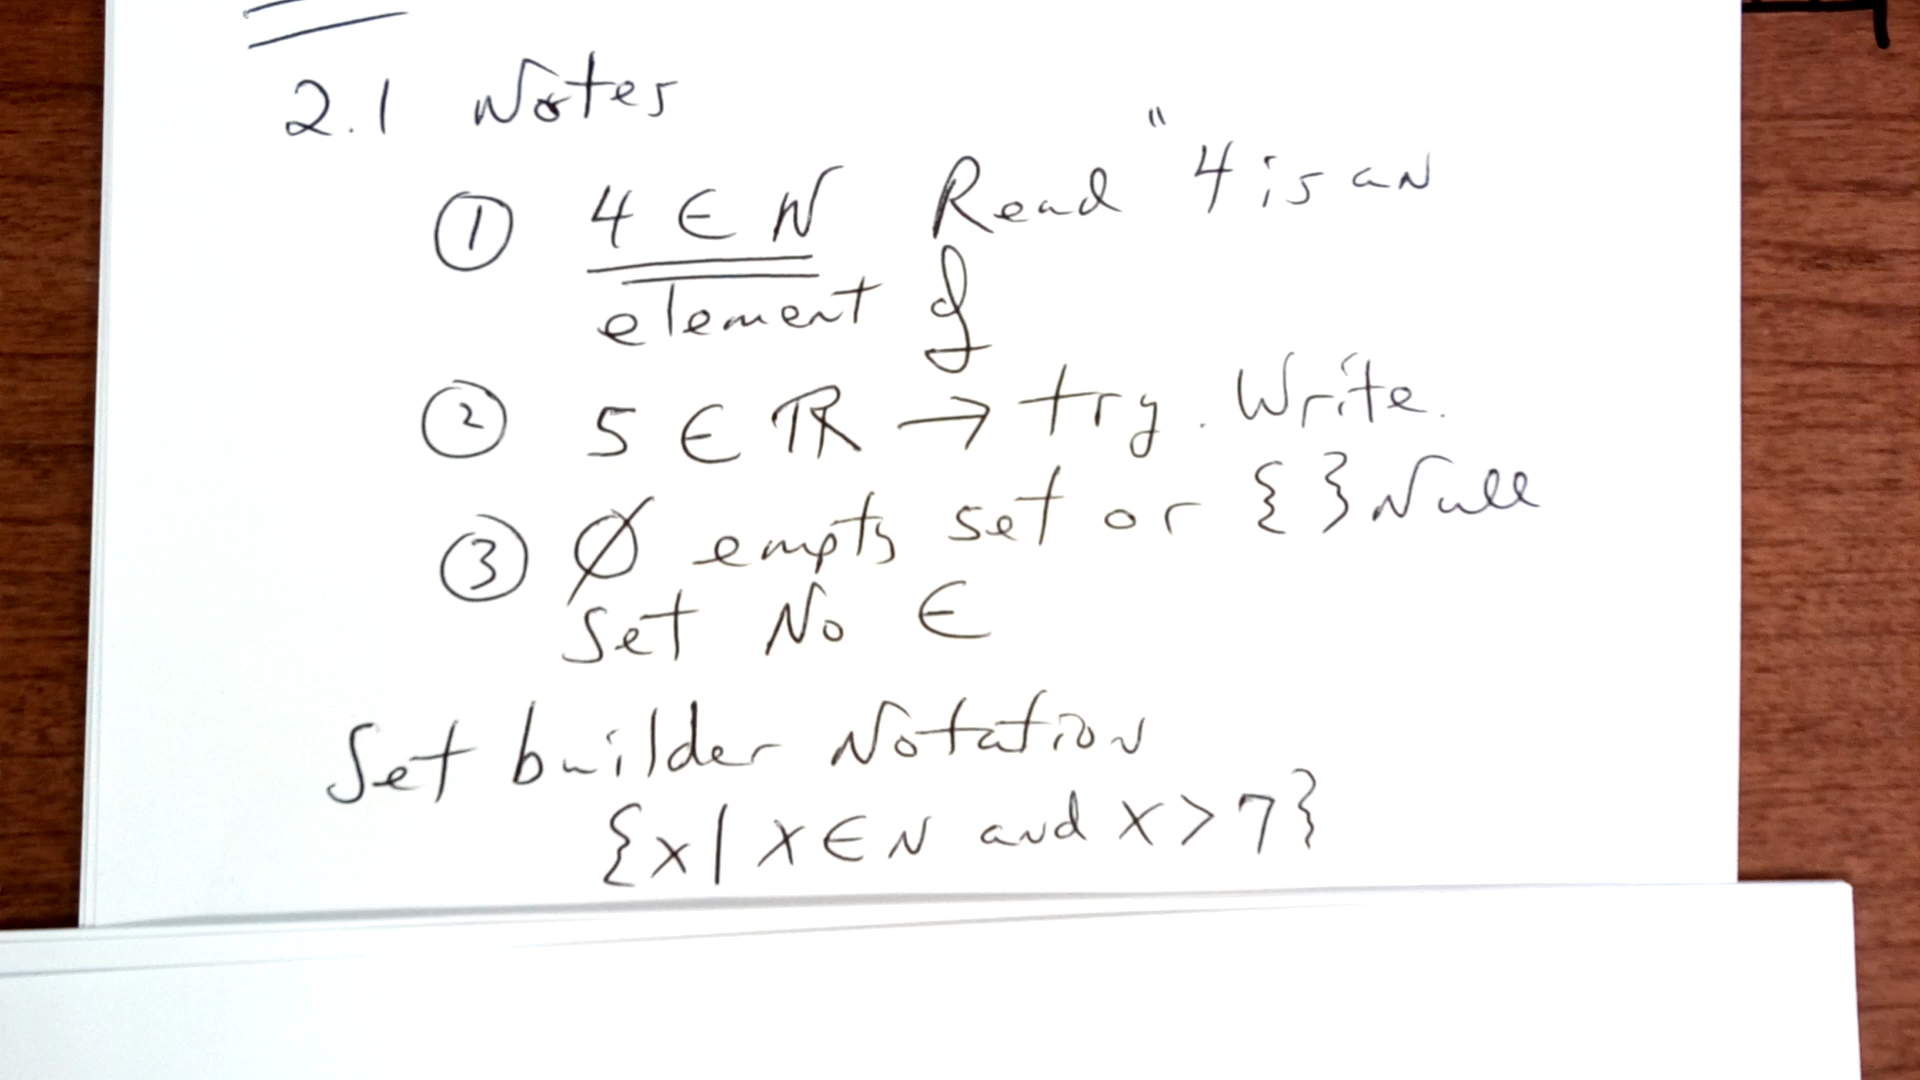 2.1 Notes
① 4 ∈ N Read "4 is an
element of
② 5 ∈ ℝ → try. Write.
③ ∅ empty set or { } Null
Set No ∈
Set builder Notation
{x | x ∈ N and x > 7}